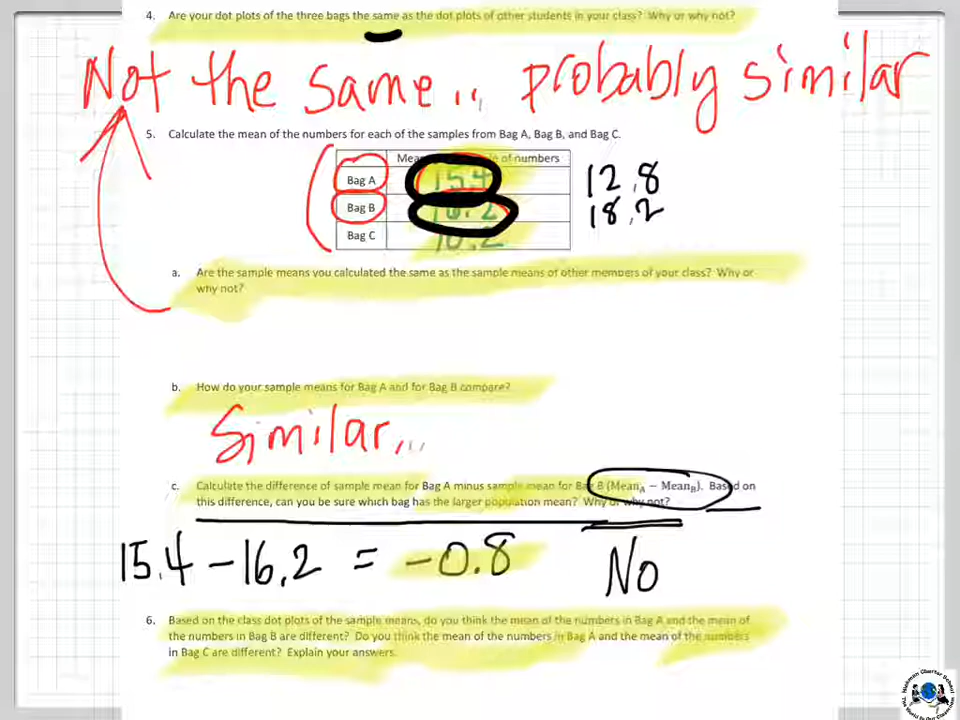 4. Are your dot plots of the three bags the same as the dot plots of other students in your class? Why or why not?
Not the same... probably similar
5. Calculate the mean of the numbers for each of the samples from Bag A, Bag B, and Bag C.
of numbers
Bag A 15.4 12.8
Bag B 16.2 18.2
Bag C 10.2
a. Are the sample means you calculated the same as the sample means of other members of your class? Why or
why not?
b. How do your sample means for Bag A and for Bag B compare?
Similar...
c. Calculate the difference of sample mean for Bag A minus sample mean for Bag B (MeanA − MeanB). Based on
this difference, can you be sure which bag has the larger population mean? Why or why not?
15.4 - 16.2 = -0.8 No
6. Based on the class dot plots of the sample means, do you think the mean of the numbers in Bag A and the mean of
the numbers in Bag B are different? Do you think the mean of the numbers in Bag A and the mean of the numbers
in Bag C are different? Explain your answers.